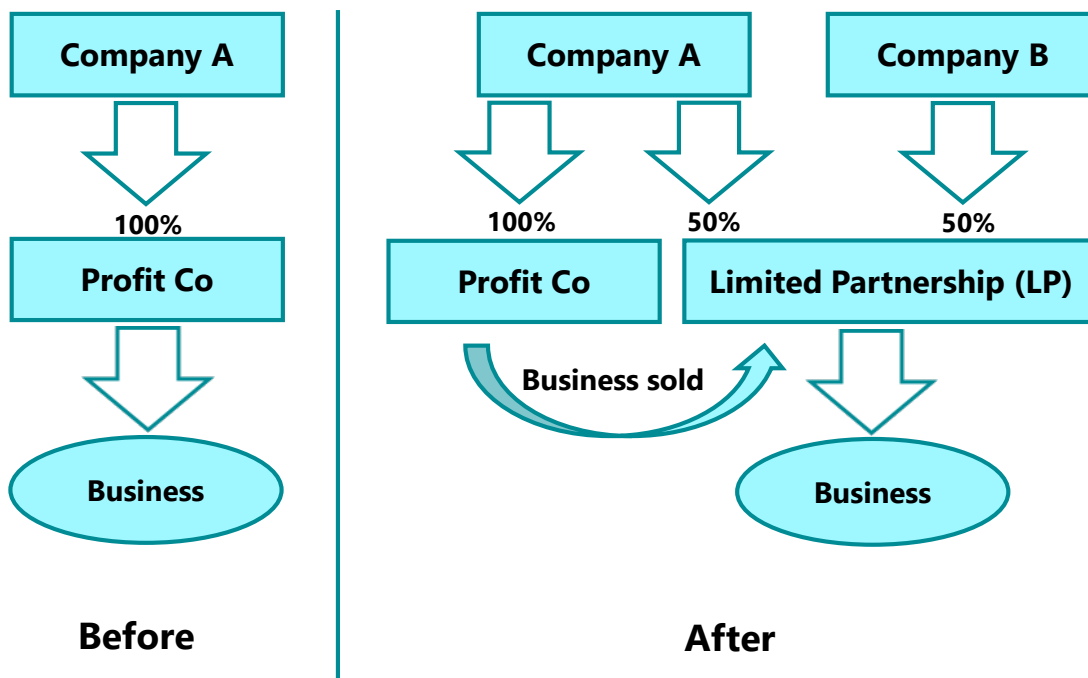 Company A
100%
Profit Co
Business
Before
Company A
Company B
100%
50%
50%
Profit Co
Limited Partnership (LP)
Business sold
Business
After